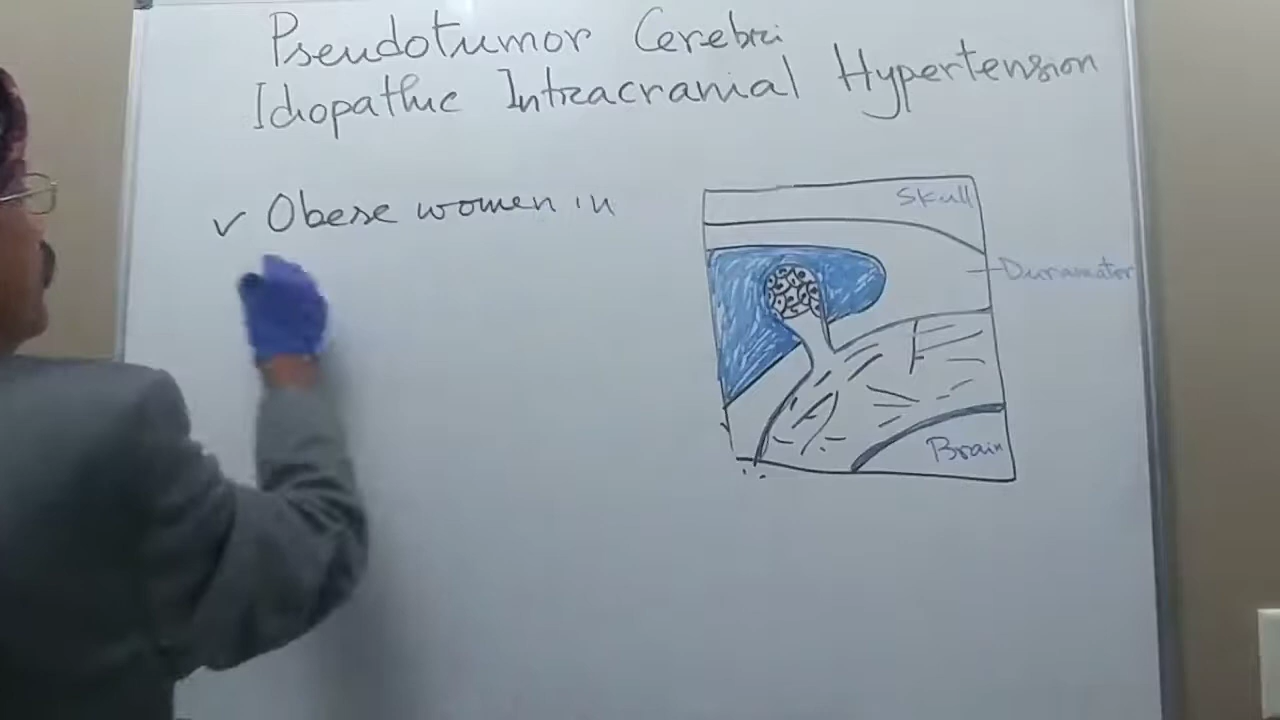 Pseudotumor Cerebri
Idiopathic Intracranial Hypertension
✓ Obese women in
Skull
Duramater
Brain